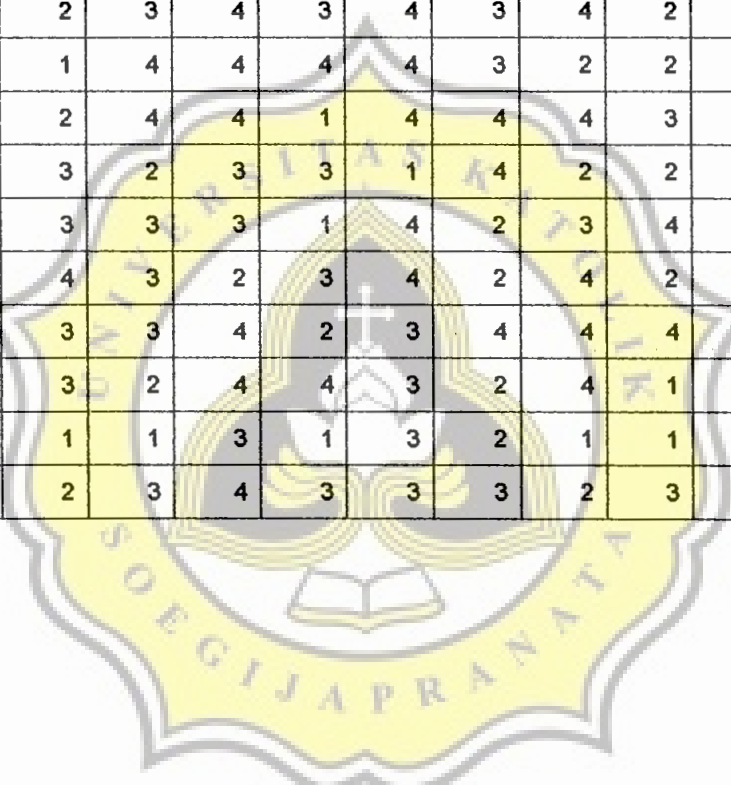 2 3 4 3 4 3 4 2
1 4 4 4 4 3 2 2
2 4 4 1 4 4 4 3
3 2 3 3 1 4 2 2
3 3 3 1 4 2 3 4
4 3 2 3 4 2 4 2
3 3 4 2 3 4 4 4
3 2 4 4 3 2 4 1
1 1 3 1 3 2 1 1
2 3 4 3 3 3 2 3
UNIVERSITAS KATOLIK
SOEGIJAPRANATA